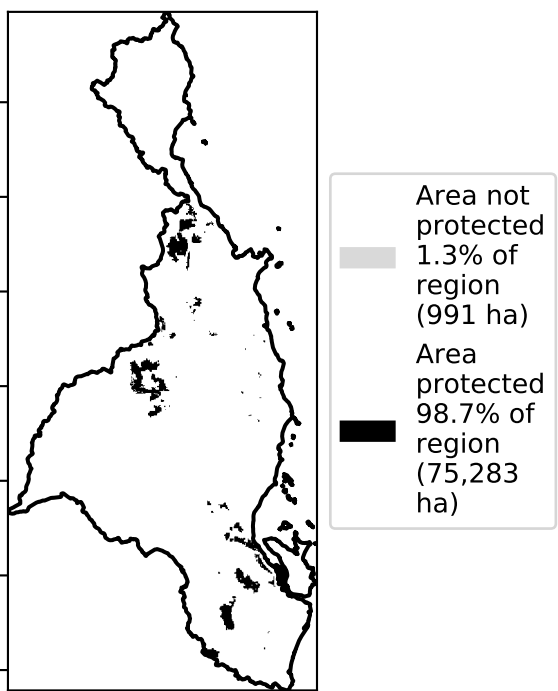 Area not
protected
1.3% of
region
(991 ha)
Area
protected
98.7% of
region
(75,283
ha)